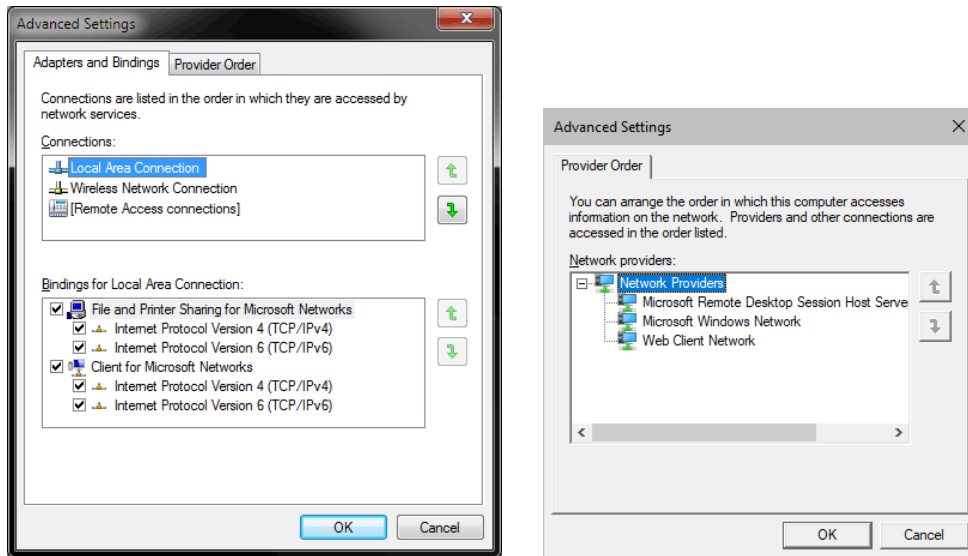 Advanced Settings
Adapters and Bindings
Provider Order
Connections are listed in the order in which they are accessed by
network services.
Connections:
Local Area Connection
Wireless Network Connection
[Remote Access connections]
Bindings for Local Area Connection:
File and Printer Sharing for Microsoft Networks
Internet Protocol Version 4 (TCP/IPv4)
Internet Protocol Version 6 (TCP/IPv6)
Client for Microsoft Networks
Internet Protocol Version 4 (TCP/IPv4)
Internet Protocol Version 6 (TCP/IPv6)
OK
Cancel
Advanced Settings
Provider Order
You can arrange the order in which this computer accesses
information on the network. Providers and other connections are
accessed in the order listed.
Network providers:
Network Providers
Microsoft Remote Desktop Session Host Serve
Microsoft Windows Network
Web Client Network
OK
Cancel